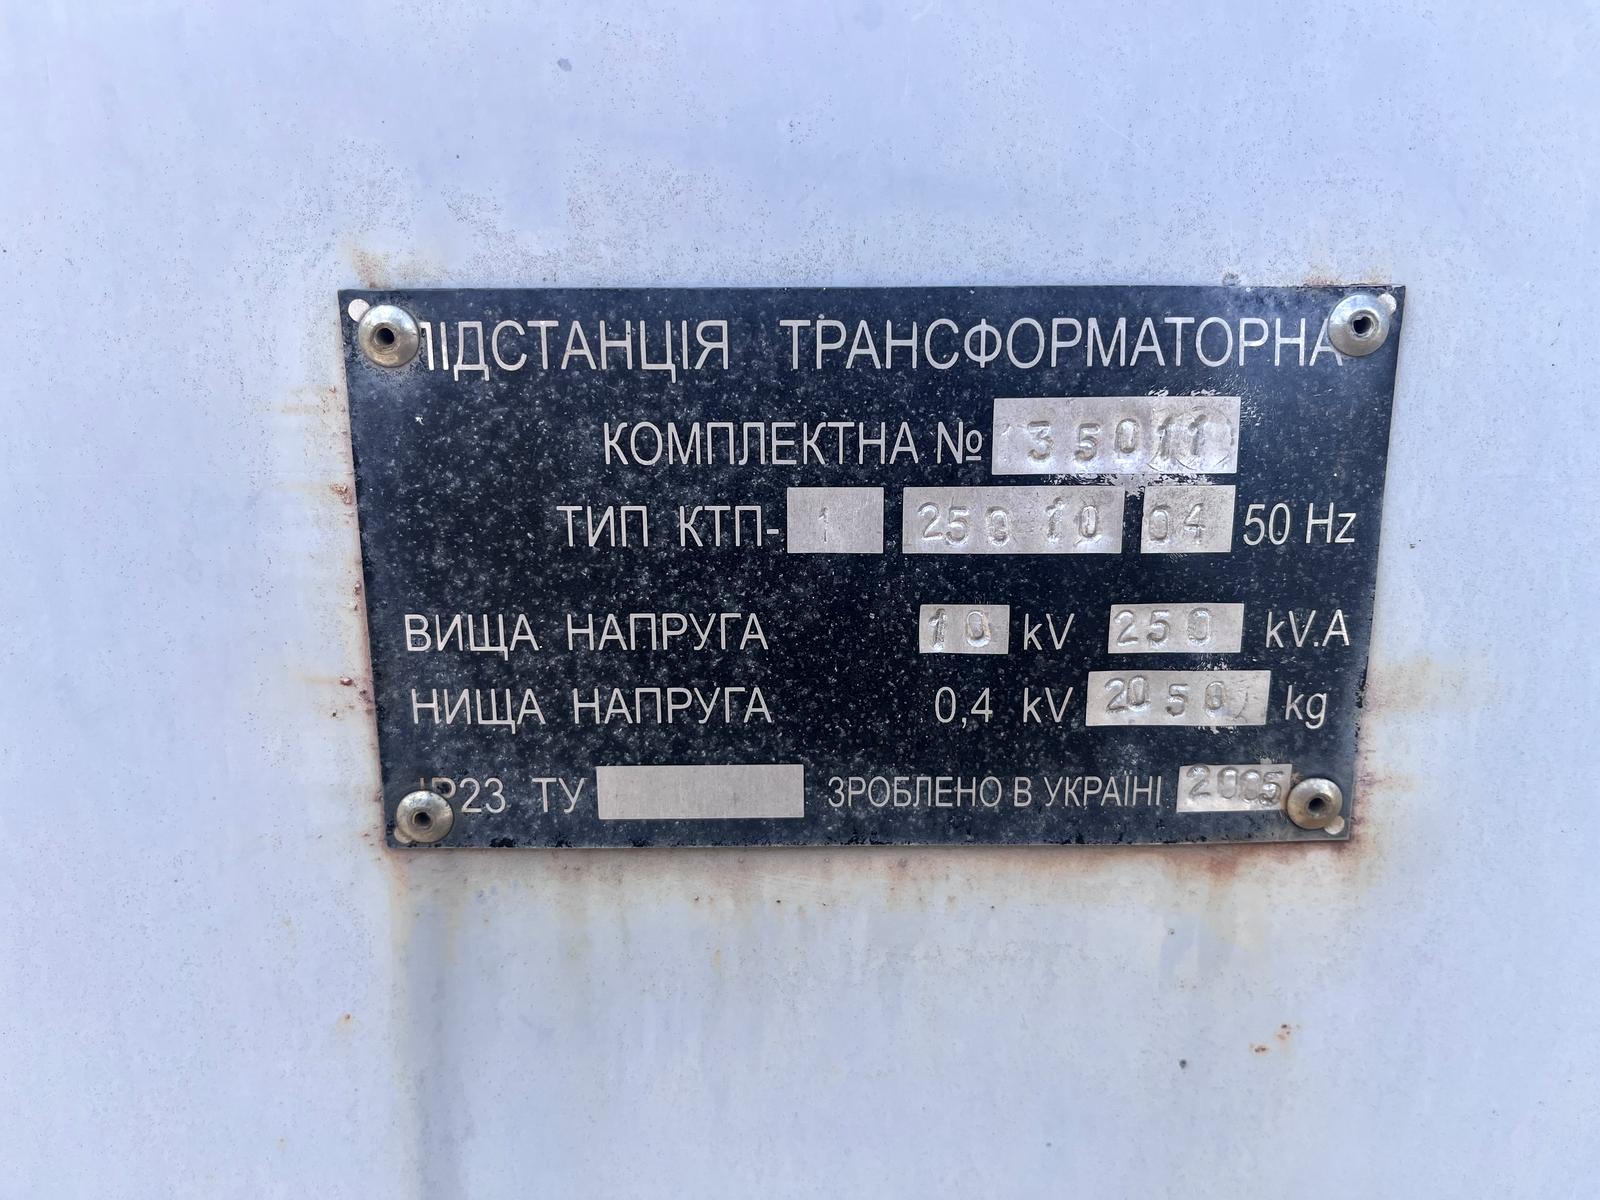 ПІДСТАНЦІЯ ТРАНСФОРМАТОРНА
КОМПЛЕКТНА № 35011
ТИП КТП- 1 250 10 04 50 Hz
ВИЩА НАПРУГА 10 kV 250 kV.A
НИЩА НАПРУГА 0,4 kV 2050 kg
IP23 ТУ ЗРОБЛЕНО В УКРАЇНІ 2005